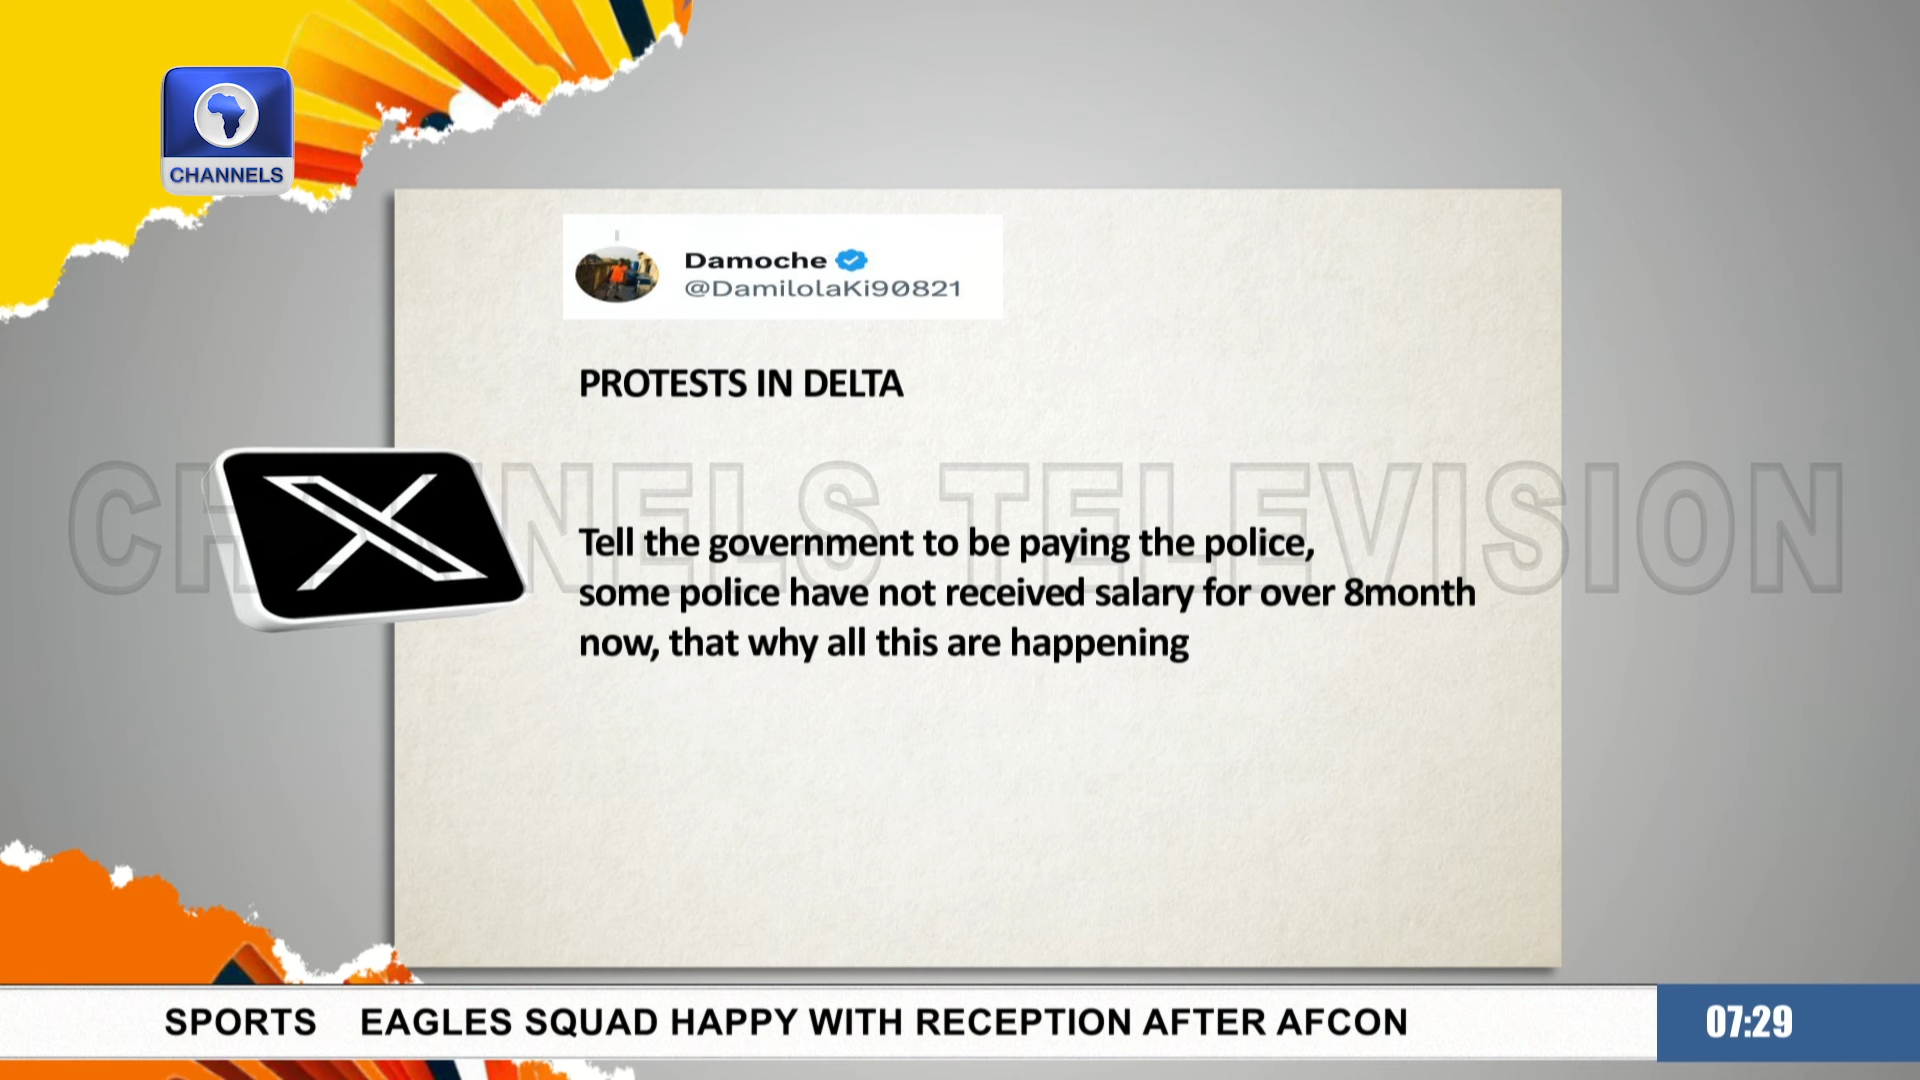 CHANNELS
Damoche
@DamilolaKi90821
PROTESTS IN DELTA
CHANNELS TELEVISION
Tell the government to be paying the police,
some police have not received salary for over 8month
now, that why all this are happening
SPORTS EAGLES SQUAD HAPPY WITH RECEPTION AFTER AFCON
07:29